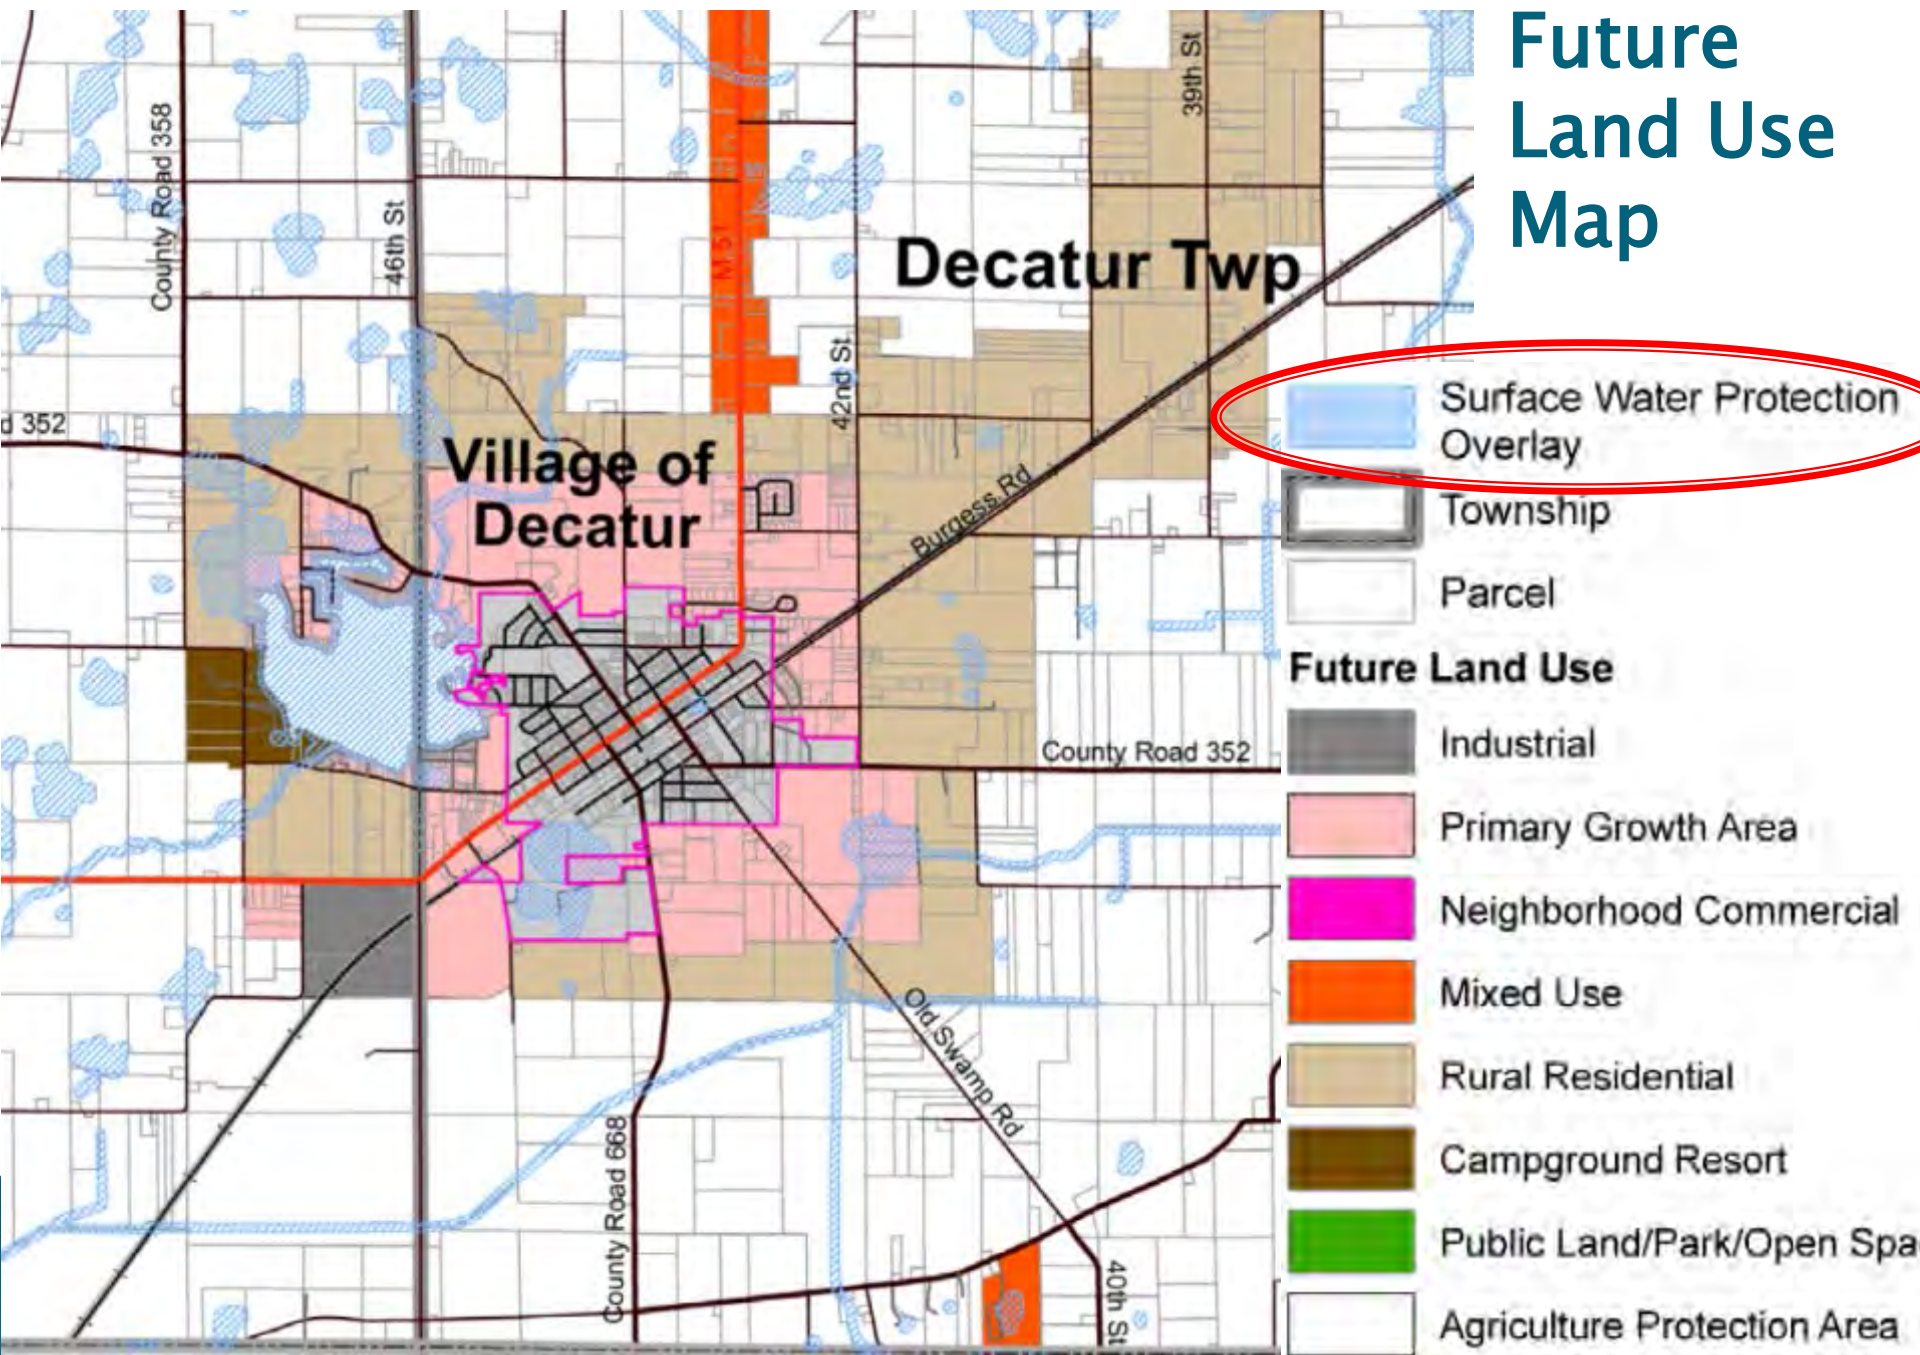 Future
Land Use
Map
39th St
County Road 358
46th St
M-51
Decatur Twp
42nd St
d 352
Village of
Decatur
Burgess Rd
County Road 352
Old Swamp Rd
County Road 668
40th St
Surface Water Protection
Overlay
Township
Parcel
Future Land Use
Industrial
Primary Growth Area
Neighborhood Commercial
Mixed Use
Rural Residential
Campground Resort
Public Land/Park/Open Spa
Agriculture Protection Area